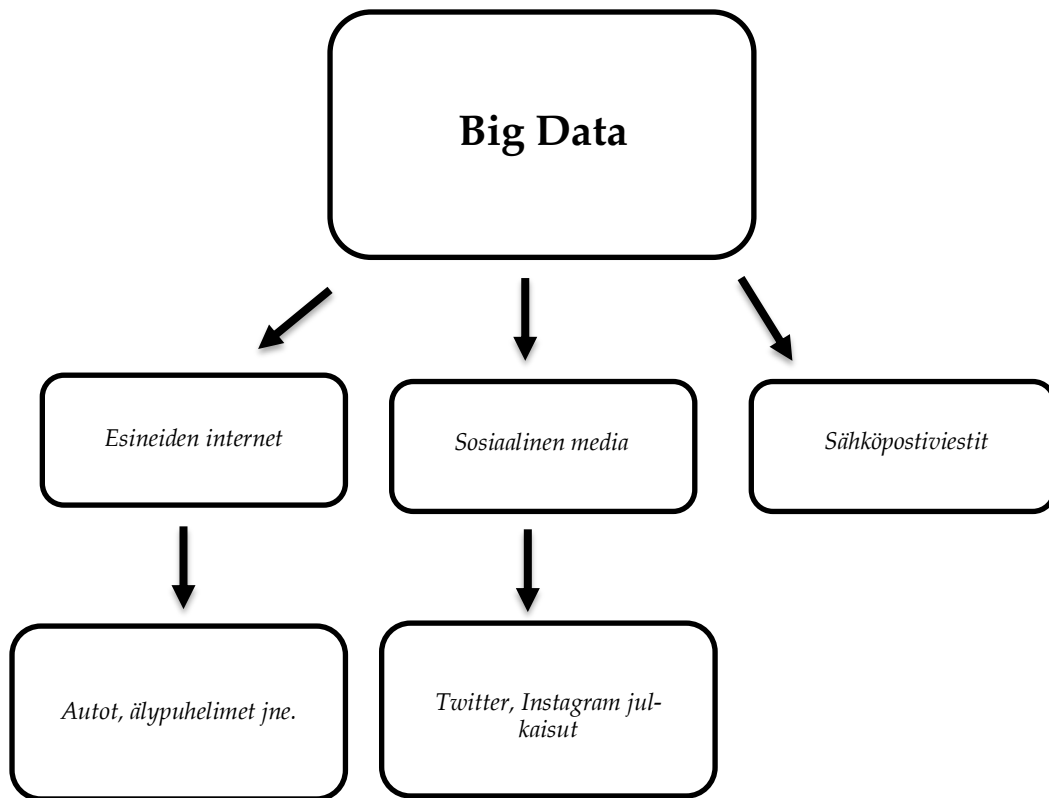 Big Data
Esineiden internet
Sosiaalinen media
Sähköpostiviestit
Autot, älypuhelimet jne.
Twitter, Instagram jul-
kaisut